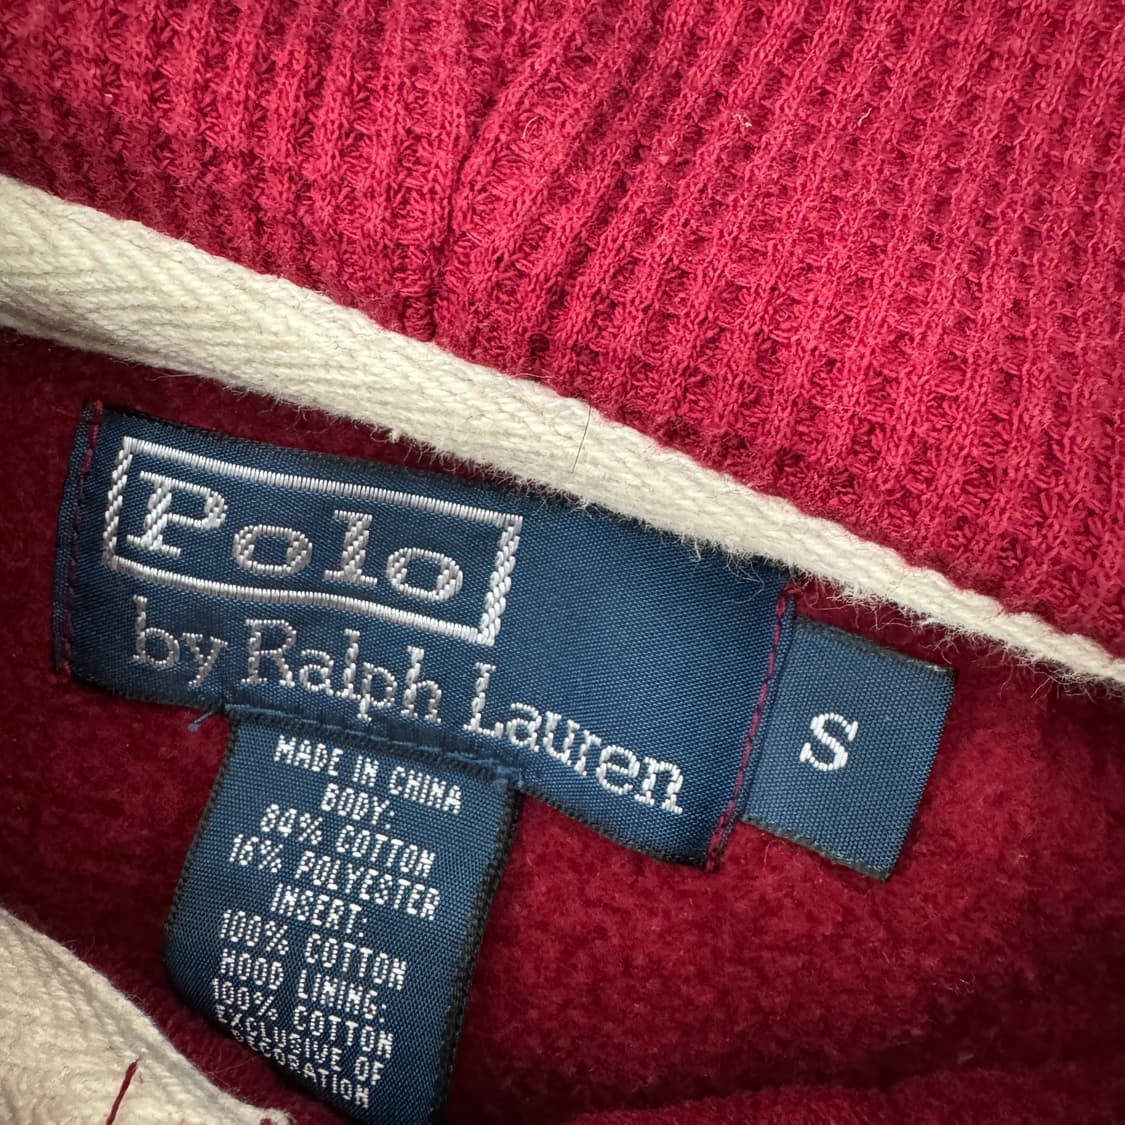 Polo
by Ralph Lauren
S
MADE IN CHINA
BODY:
84% COTTON
16% POLYESTER
INSERT:
100% COTTON
HOOD LINING:
100% COTTON
EXCLUSIVE OF
DECORATION